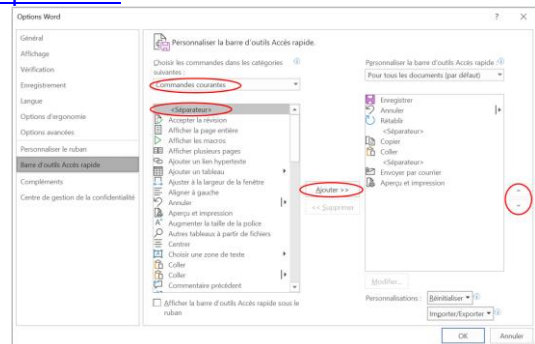 Options Word
?
Général
Affichage
Vérification
Enregistrement
Langue
Options d'ergonomie
Options avancées
Personnaliser le ruban
Barre d'outils Accès rapide
Compléments
Centre de gestion de la confidentialité
Personnaliser la barre d'outils Accès rapide.
Choisir les commandes dans les catégories
suivantes :
Commandes courantes
<Séparateur>
Accepter la révision
Afficher la page entière
Afficher les macros
Afficher plusieurs pages
Ajouter un lien hypertexte
Ajouter un tableau
Ajuster à la largeur de la fenêtre
Aligner à gauche
Annuler
Aperçu et impression
Augmenter la taille de la police
Autres tableaux à partir de fichiers
Centrer
Choisir une zone de texte
Coller
Coller
Commentaire précédent
Afficher la barre d'outils Accès rapide sous le
ruban
Ajouter >>
<< Supprimer
Personnaliser la barre d'outils Accès rapide :
Pour tous les documents (par défaut)
Enregistrer
Annuler
Rétablir
<Séparateur>
Copier
Coller
<Séparateur>
Envoyer par courrier
Aperçu et impression
Modifier...
Personnalisations :
Réinitialiser
Importer/Exporter
OK
Annuler